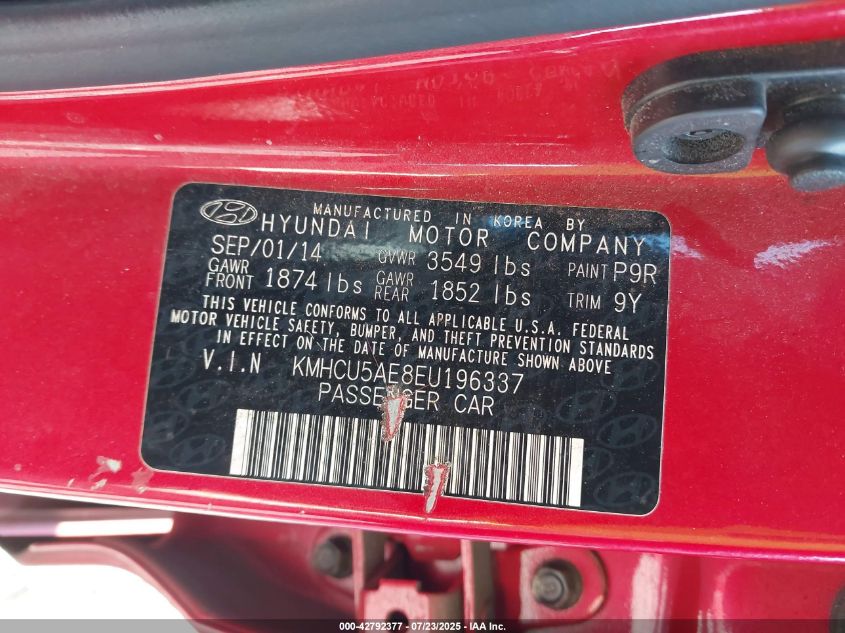 MANUFACTURED IN KOREA BY
HYUNDAI MOTOR COMPANY
SEP/01/14 GVWR 3549 lbs PAINT P9R
GAWR FRONT 1874 lbs GAWR REAR 1852 lbs TRIM 9Y
THIS VEHICLE CONFORMS TO ALL APPLICABLE U.S.A. FEDERAL
MOTOR VEHICLE SAFETY, BUMPER, AND THEFT PREVENTION STANDARDS
IN EFFECT ON THE DATE OF MANUFACTURE SHOWN ABOVE
V.I.N KMHCU5AE8EU196337
PASSENGER CAR
000-42792377 - 07/23/2025 - IAA Inc.